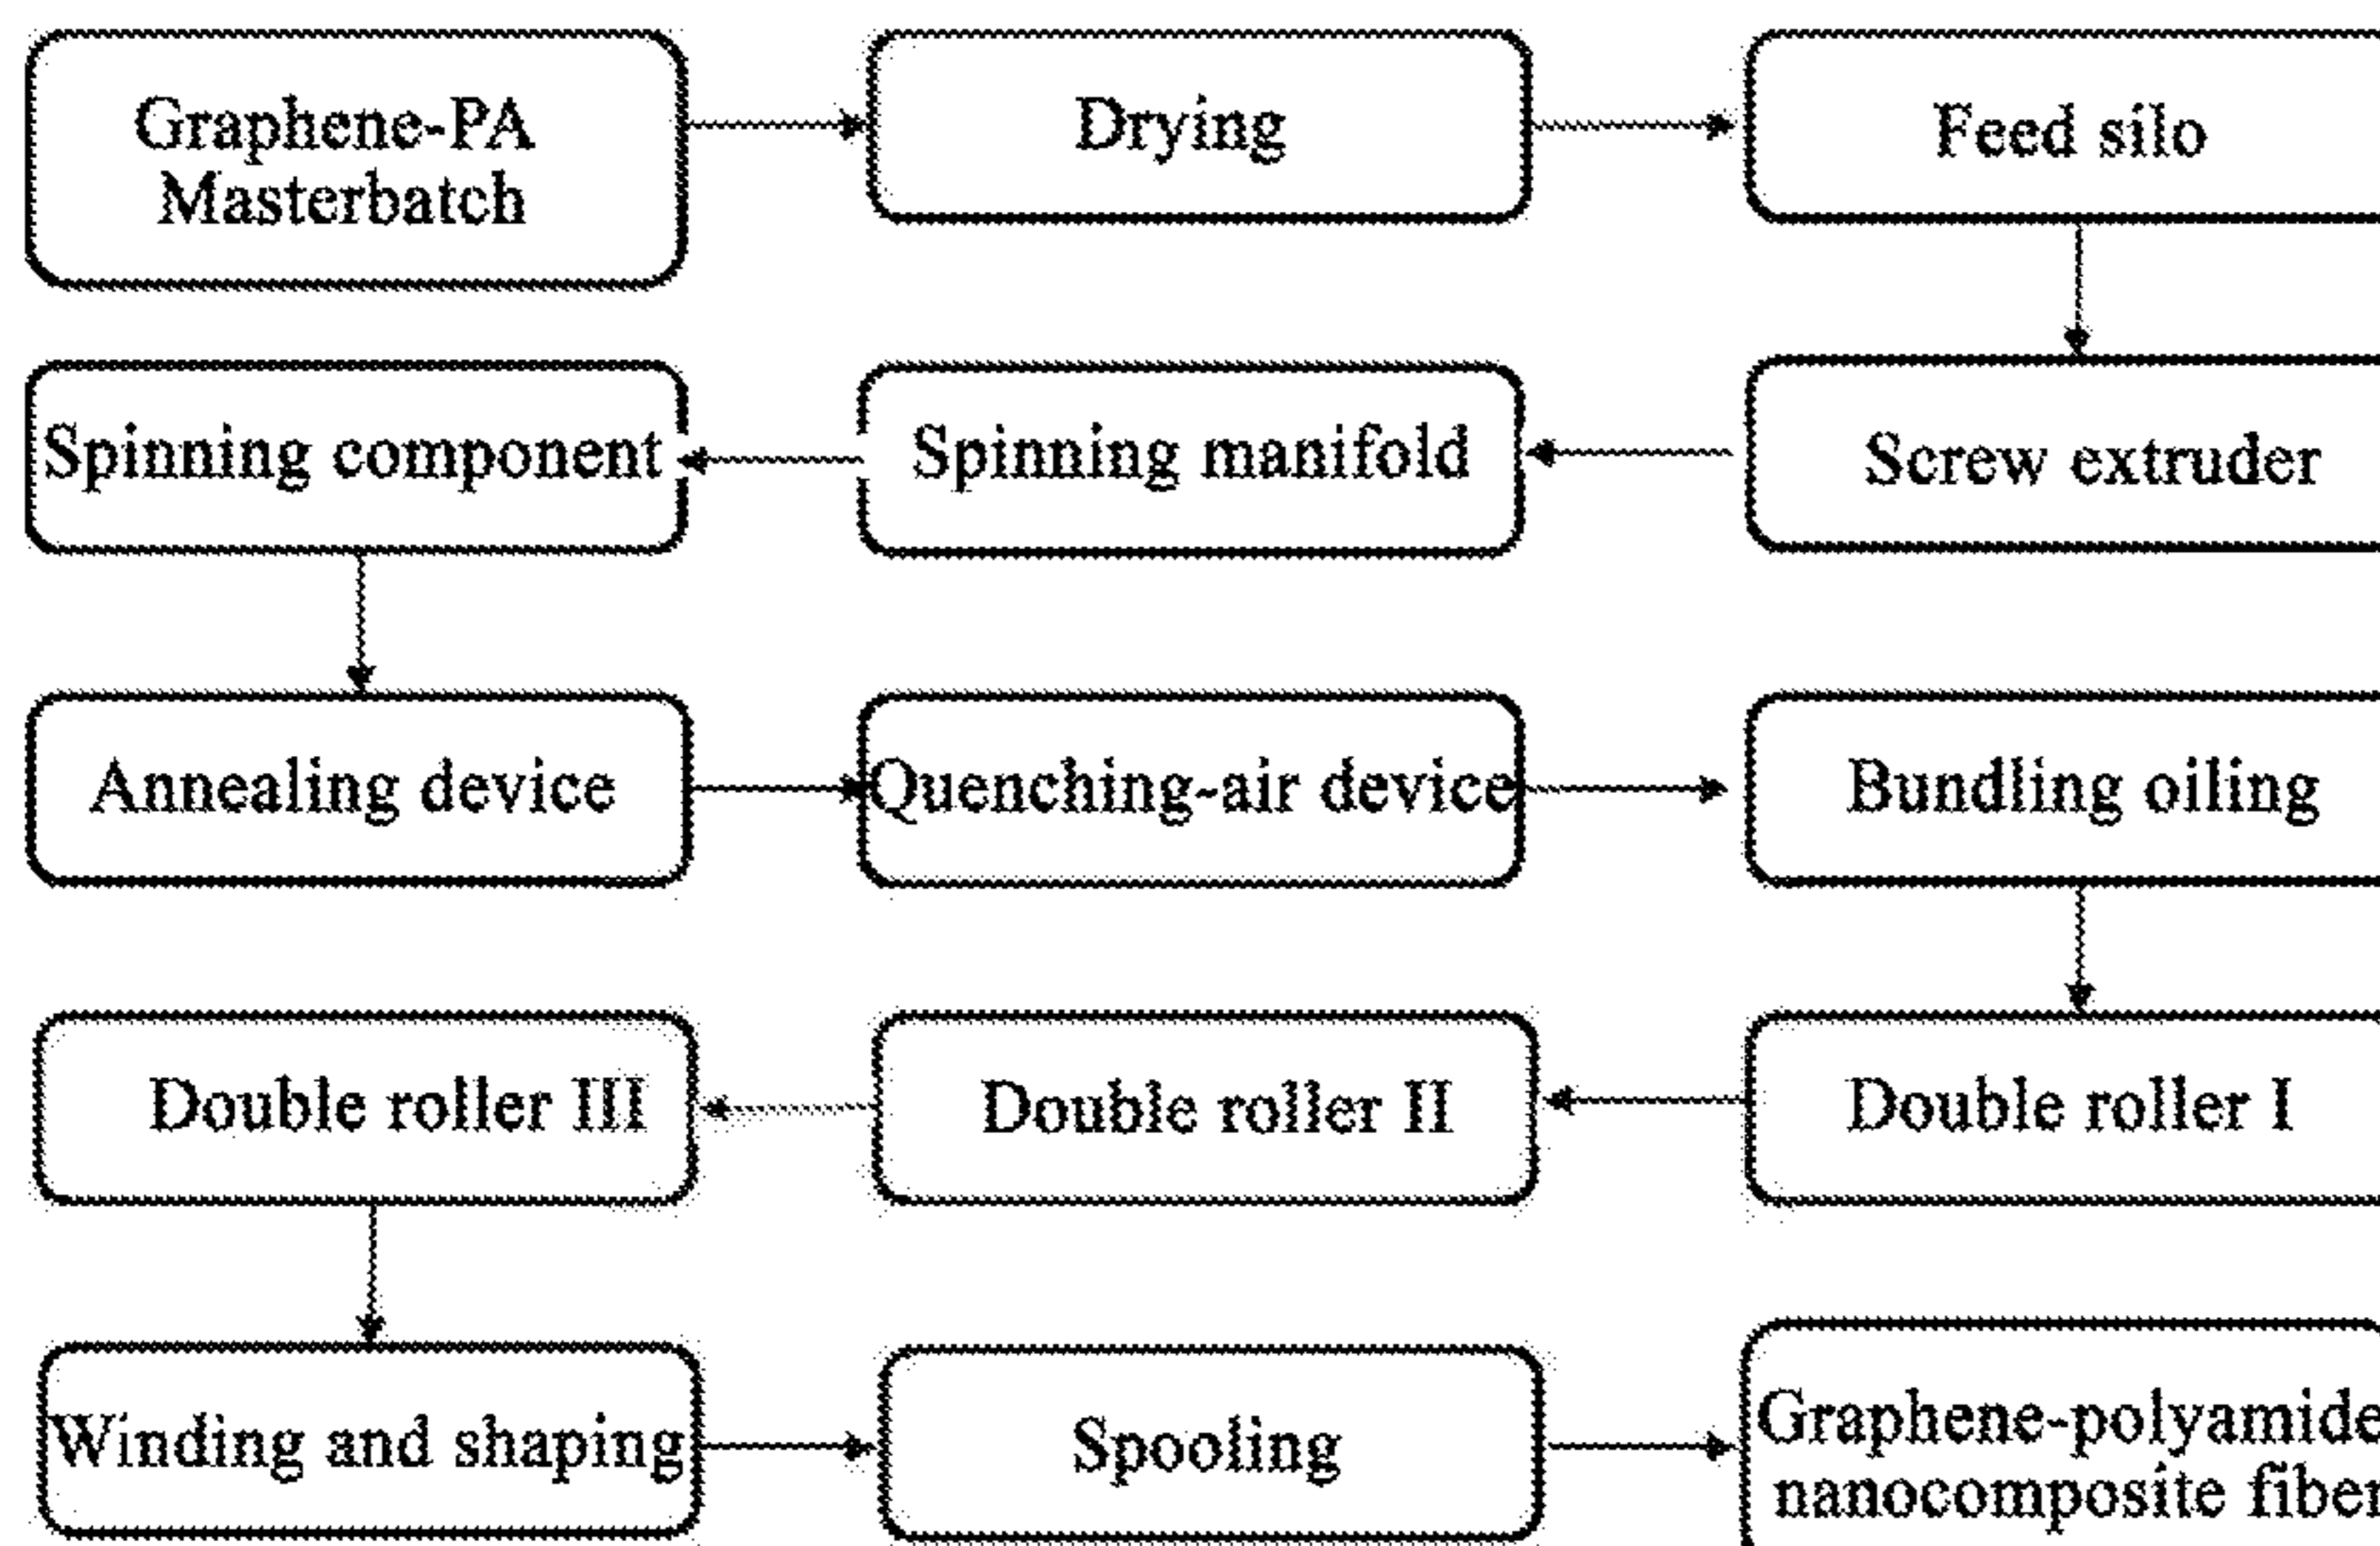 Graphene-PA
Masterbatch
Drying
Feed silo
Spinning component
Spinning manifold
Screw extruder
Annealing device
Quenching-air device
Bundling oiling
Double roller III
Double roller II
Double roller I
Winding and shaping
Spooling
Graphene-polyamide
nanocomposite fiber